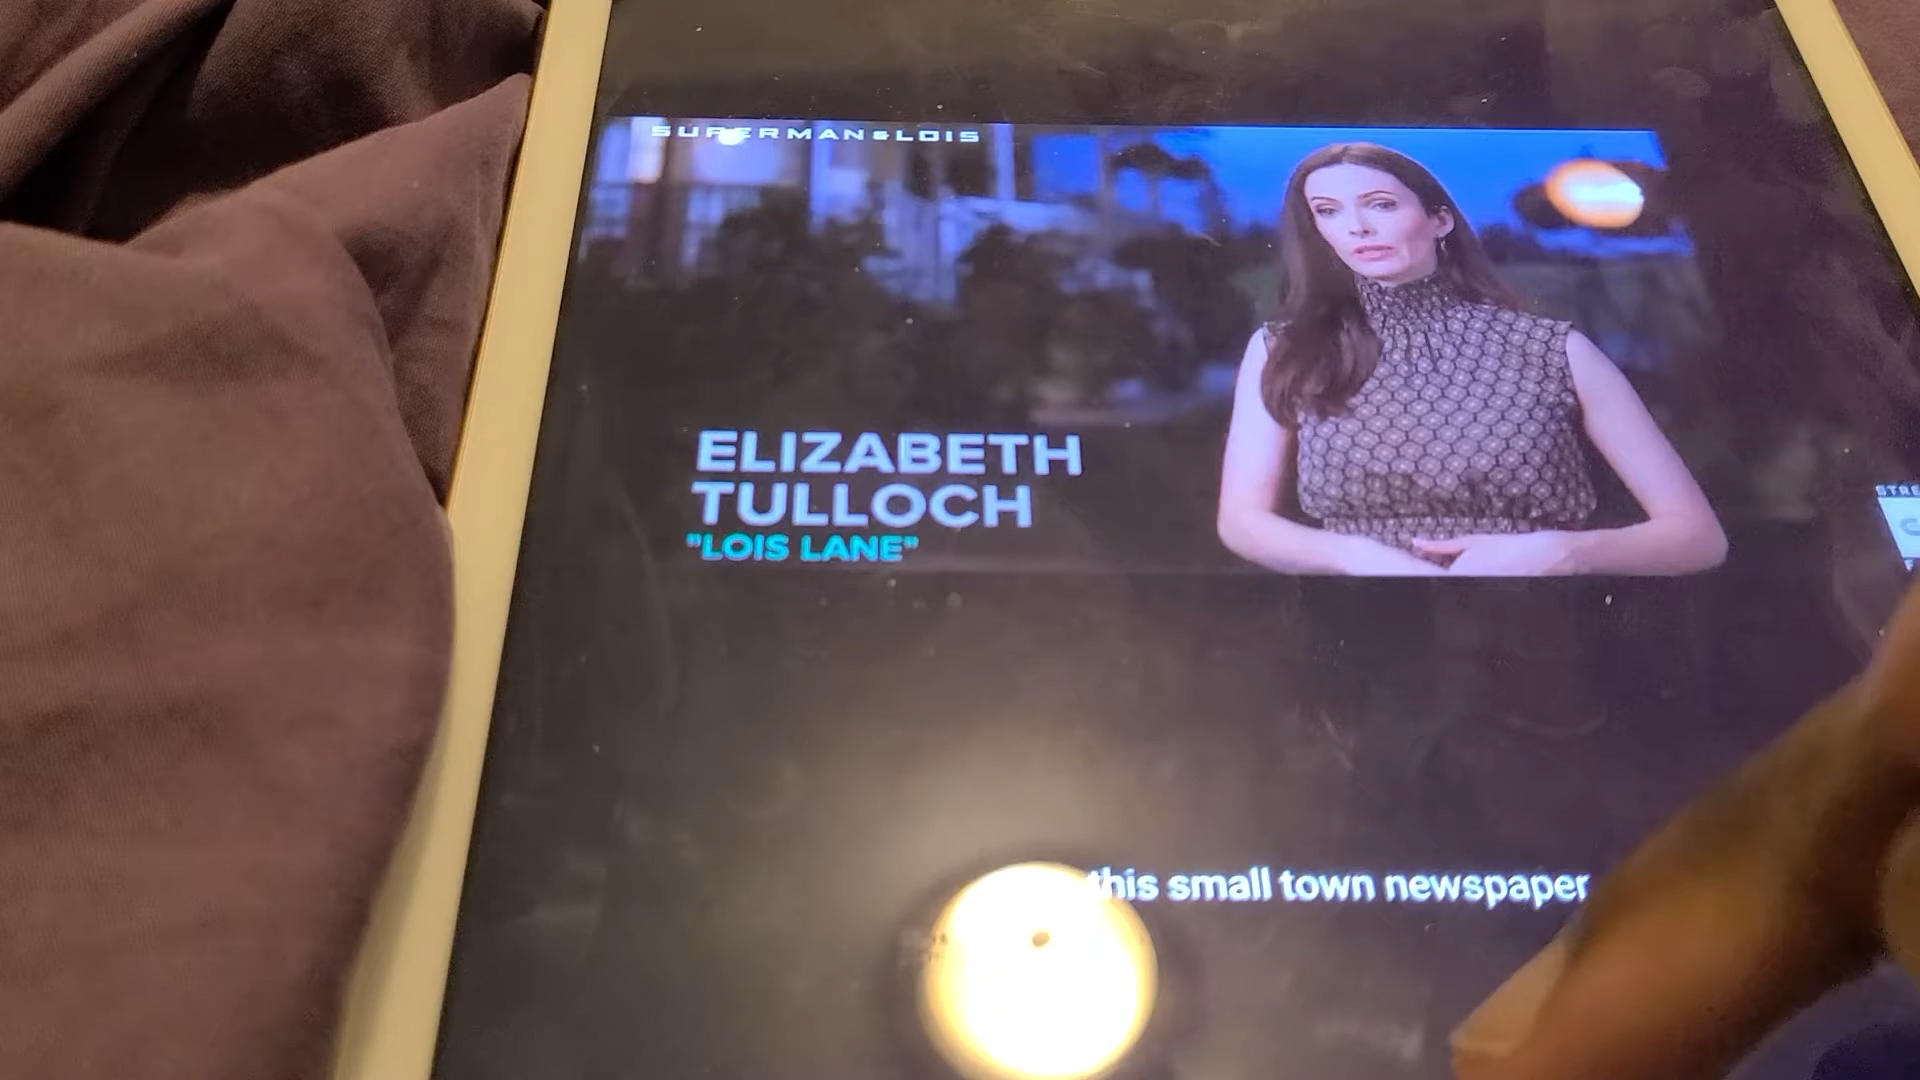 SUPERMAN & LOIS
ELIZABETH
TULLOCH
"LOIS LANE"
this small town newspaper